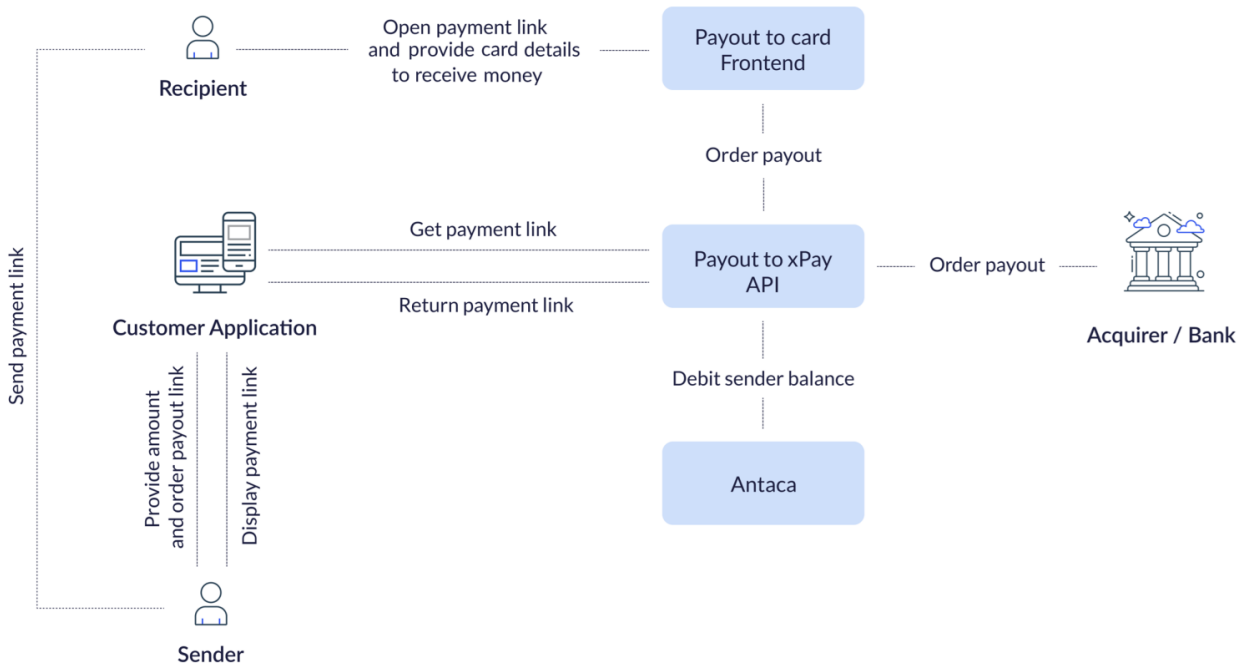 Open payment link
and provide card details
to receive money
Payout to card
Frontend
Recipient
Order payout
Get payment link
Payout to xPay
API
Order payout
Return payment link
Customer Application
Acquirer / Bank
Send payment link
Provide amount
and order payout link
Display payment link
Debit sender balance
Antaca
Sender